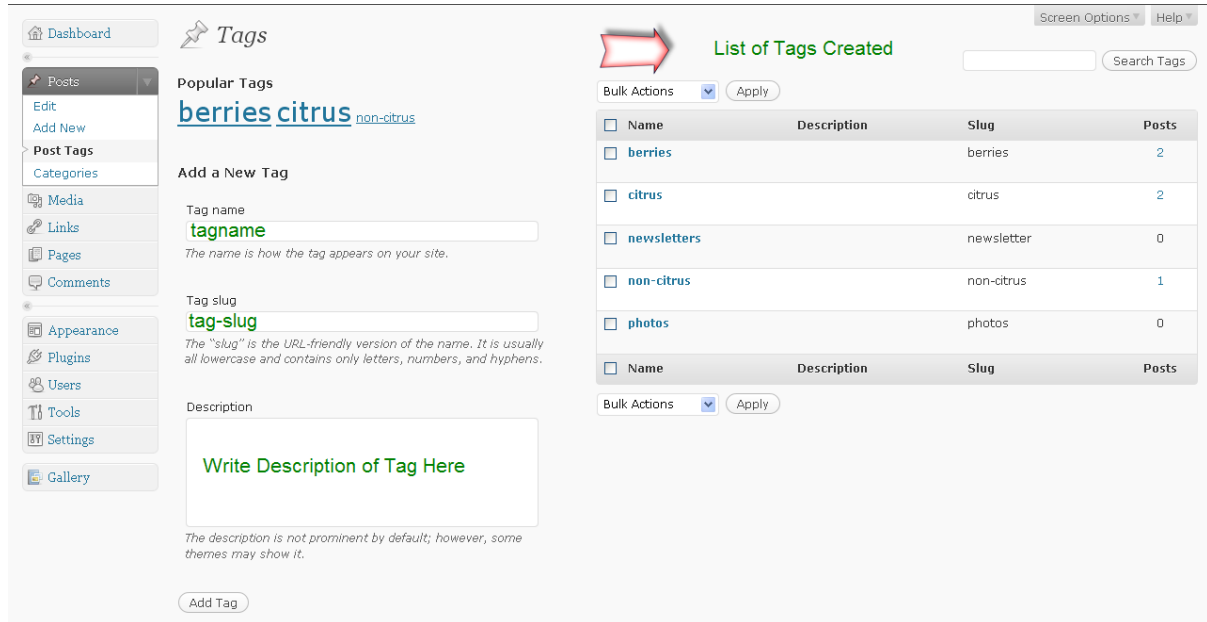 Screen Options Help
Dashboard
Posts
Edit
Add New
Post Tags
Categories
Media
Links
Pages
Comments
Appearance
Plugins
Users
Tools
Settings
Gallery
Tags
Popular Tags
berries citrus non-citrus
Add a New Tag
Tag name
tagname
The name is how the tag appears on your site.
Tag slug
tag-slug
The "slug" is the URL-friendly version of the name. It is usually
all lowercase and contains only letters, numbers, and hyphens.
Description
Write Description of Tag Here
The description is not prominent by default; however, some
themes may show it.
Add Tag
List of Tags Created
Search Tags
Bulk Actions Apply
Name Description Slug Posts
berries berries 2
citrus citrus 2
newsletters newsletter 0
non-citrus non-citrus 1
photos photos 0
Name Description Slug Posts
Bulk Actions Apply